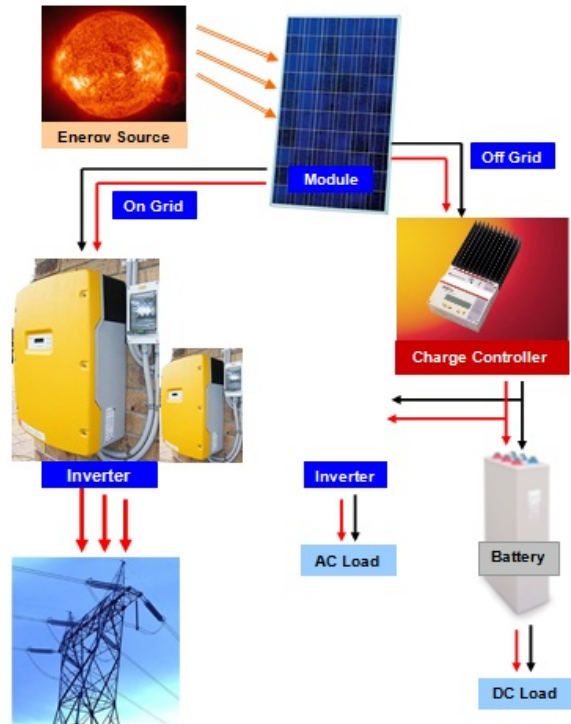 Energy Source
Module
Off Grid
On Grid
Charge Controller
Inverter
Inverter
AC Load
Battery
DC Load